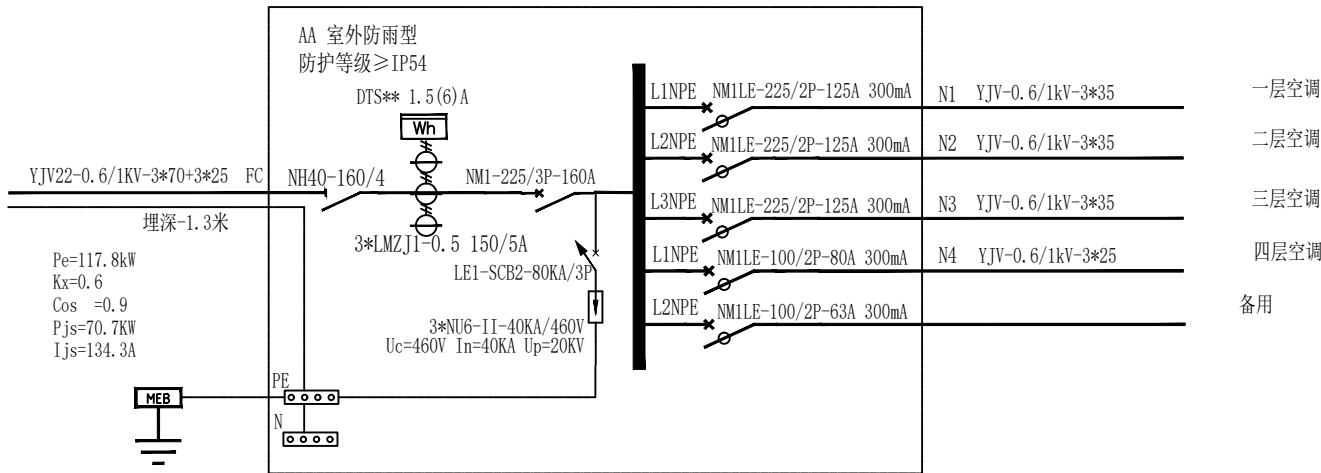 AA 室外防雨型
防护等级≥IP54
DTS** 1.5(6)A
Wh
YJV22-0.6/1KV-3*70+3*25 FC
NH40-160/4
NM1-225/3P-160A
埋深-1.3米
3*LMZJ1-0.5 150/5A
LE1-SCB2-80KA/3P
3*NU6-II-40KA/460V
Uc=460V In=40KA Up=20KV
Pe=117.8kW
Kx=0.6
Cos =0.9
Pjs=70.7KW
Ijs=134.3A
MEB
PE
N
L1NPE NM1LE-225/2P-125A 300mA N1 YJV-0.6/1kV-3*35 一层空调
L2NPE NM1LE-225/2P-125A 300mA N2 YJV-0.6/1kV-3*35 二层空调
L3NPE NM1LE-225/2P-125A 300mA N3 YJV-0.6/1kV-3*35 三层空调
L1NPE NM1LE-100/2P-80A 300mA N4 YJV-0.6/1kV-3*25 四层空调
L2NPE NM1LE-100/2P-63A 300mA 备用